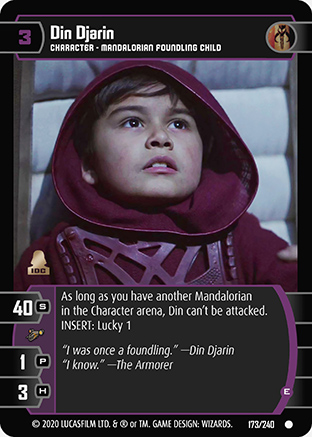 3
Din Djarin
CHARACTER - MANDALORIAN FOUNDLING CHILD
IDC
40 S
As long as you have another Mandalorian
in the Character arena, Din can't be attacked.
INSERT: Lucky 1
1 P
“I was once a foundling.” —Din Djarin
“I know.” —The Armorer
3 H
E
© 2020 LUCASFILM LTD. & ® OR TM. GAME DESIGN: WIZARDS. 173/240